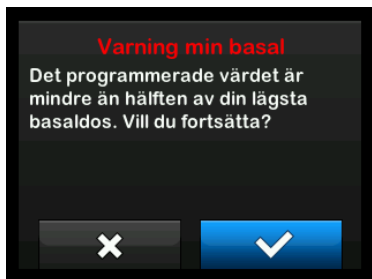 Varning min basal
Det programmerade värdet är
mindre än hälften av din lägsta
basaldos. Vill du fortsätta?